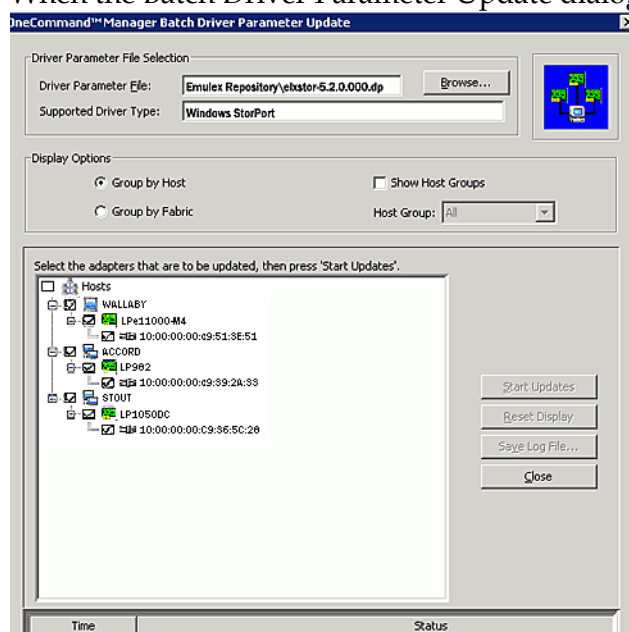 When the Batch Driver Parameter Update dialog
OneCommand™Manager Batch Driver Parameter Update
Driver Parameter File Selection
Driver Parameter File: Emulex Repository\elxstor-5.2.0.000.dp Browse...
Supported Driver Type: Windows StorPort
Display Options
Group by Host Show Host Groups
Group by Fabric Host Group: All
Select the adapters that are to be updated, then press 'Start Updates'.
Hosts
WALLABY
LPe11000-M4
10:00:00:00:c9:51:3E:51
ACCORD
LP982
10:00:00:00:c9:39:2A:33
STOUT
LP1050DC
10:00:00:00:C9:36:5C:28
Start Updates
Reset Display
Save Log File...
Close
Time Status